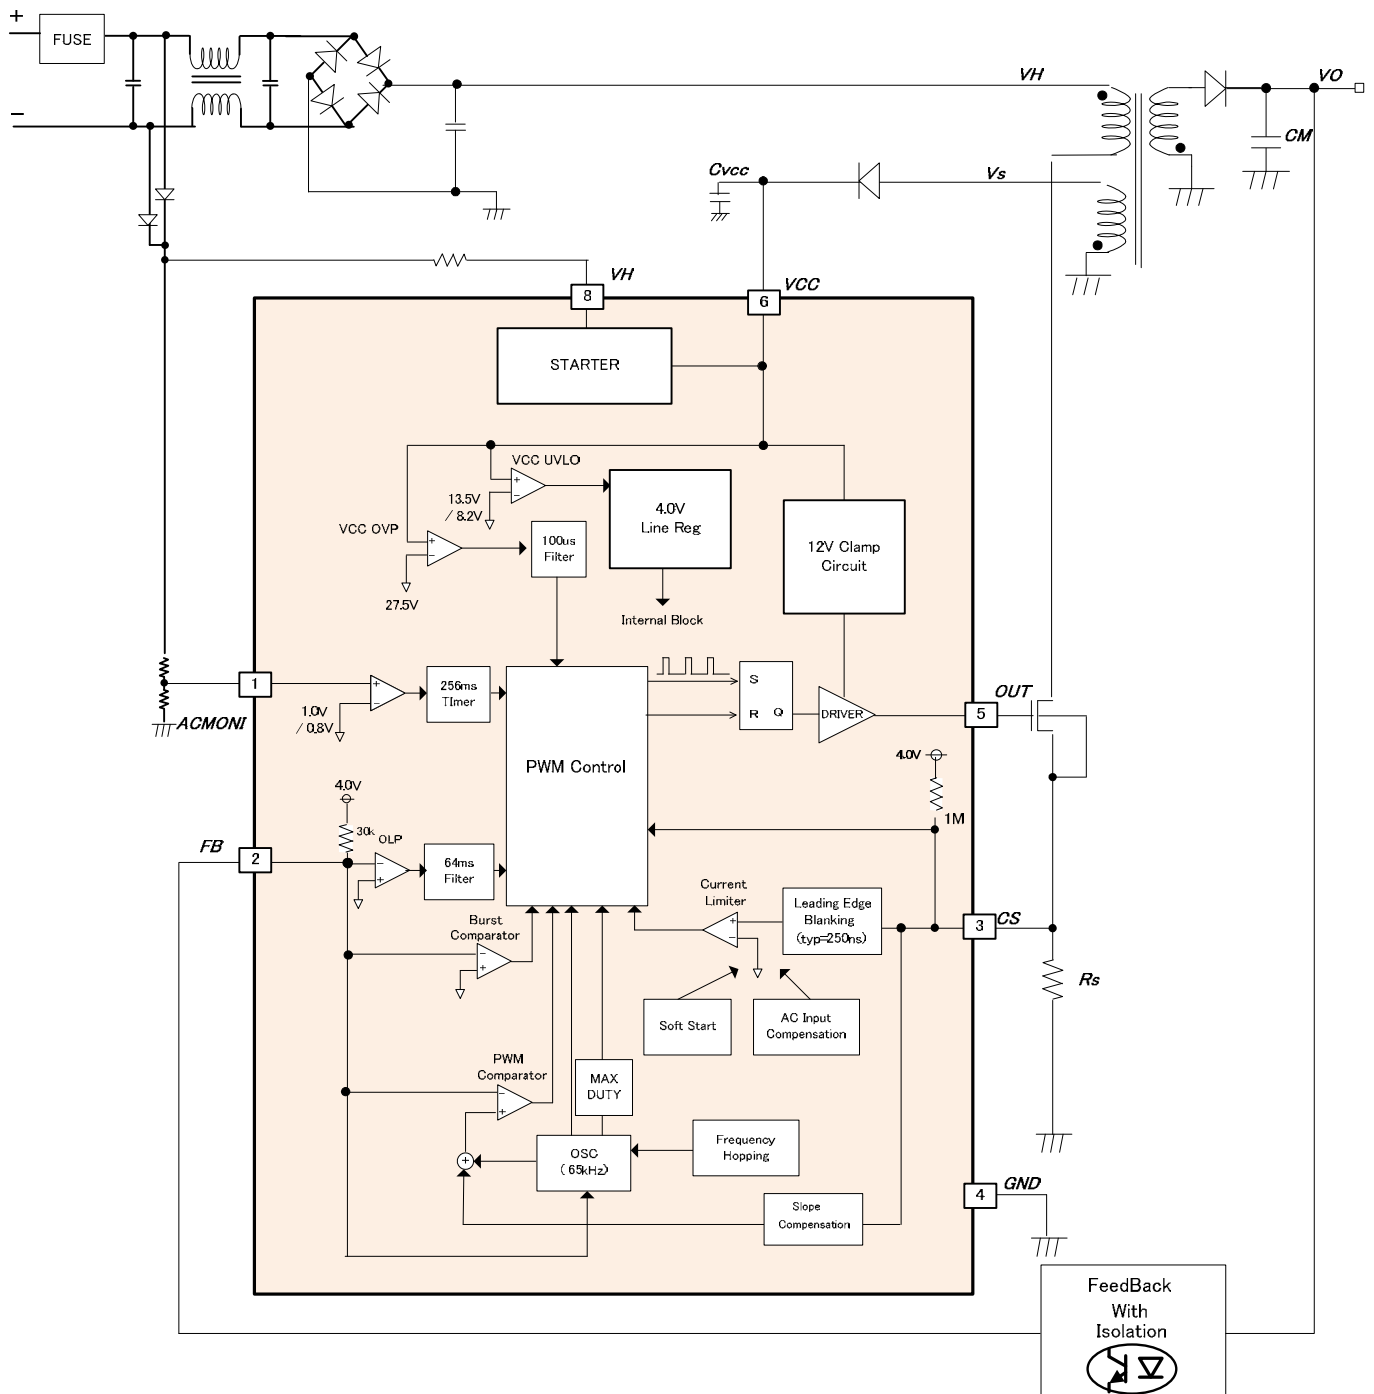 +
FUSE
−
VH
VO
CM
Cvcc
Vs
VH
VCC
8
6
STARTER
VCC UVLO
+
−
13.5V
/ 8.2V
4.0V
Line Reg
VCC OVP
+
−
27.5V
100us
Filter
12V Clamp
Circuit
Internal Block
1
ACMONI
+
−
1.0V
/ 0.8V
256ms
TImer
PWM Control
S
R Q
DRIVER
OUT
5
4.0V
1M
4.0V
30k
OLP
FB
2
−
+
64ms
Filter
Burst
Comparator
−
+
Current
Limiter
+
−
Leading Edge
Blanking
(typ=250ns)
3
CS
Rs
Soft Start
AC Input
Compensation
PWM
Comparator
−
+
MAX
DUTY
+
OSC
( 65kHz)
Frequency
Hopping
Slope
Compensation
4
GND
FeedBack
With
Isolation